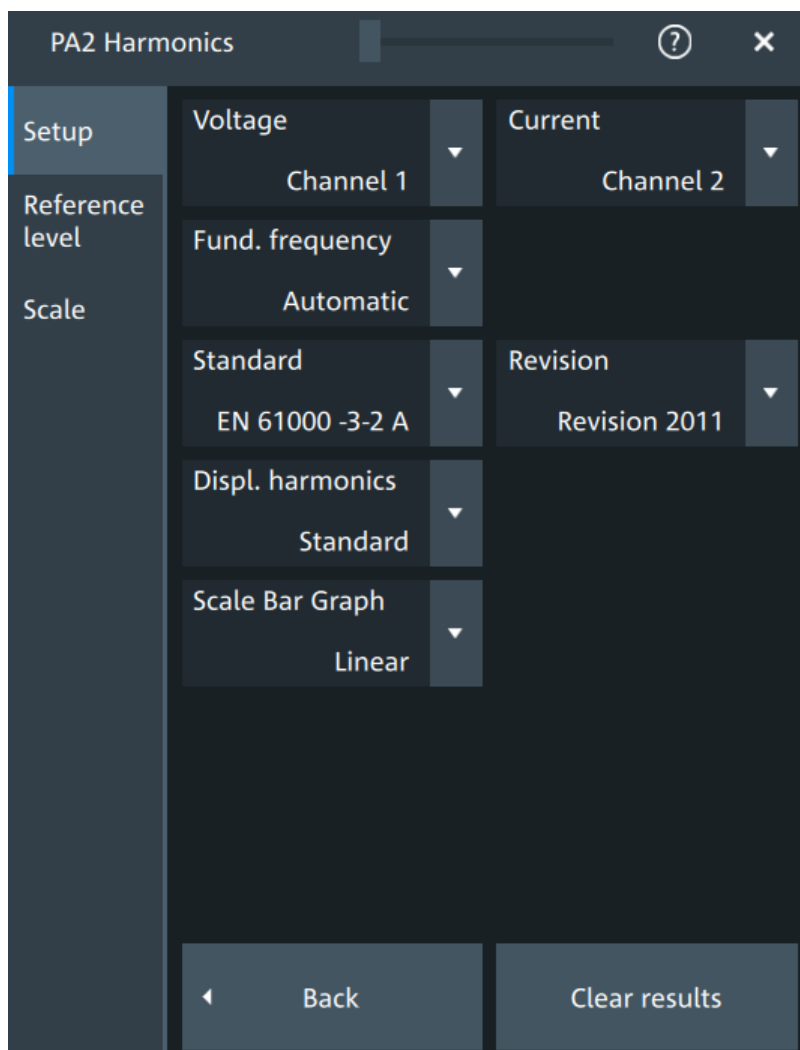 PA2 Harmonics
?
Setup
Reference
level
Scale
Voltage
Channel 1
Current
Channel 2
Fund. frequency
Automatic
Standard
EN 61000 -3-2 A
Revision
Revision 2011
Displ. harmonics
Standard
Scale Bar Graph
Linear
Back
Clear results